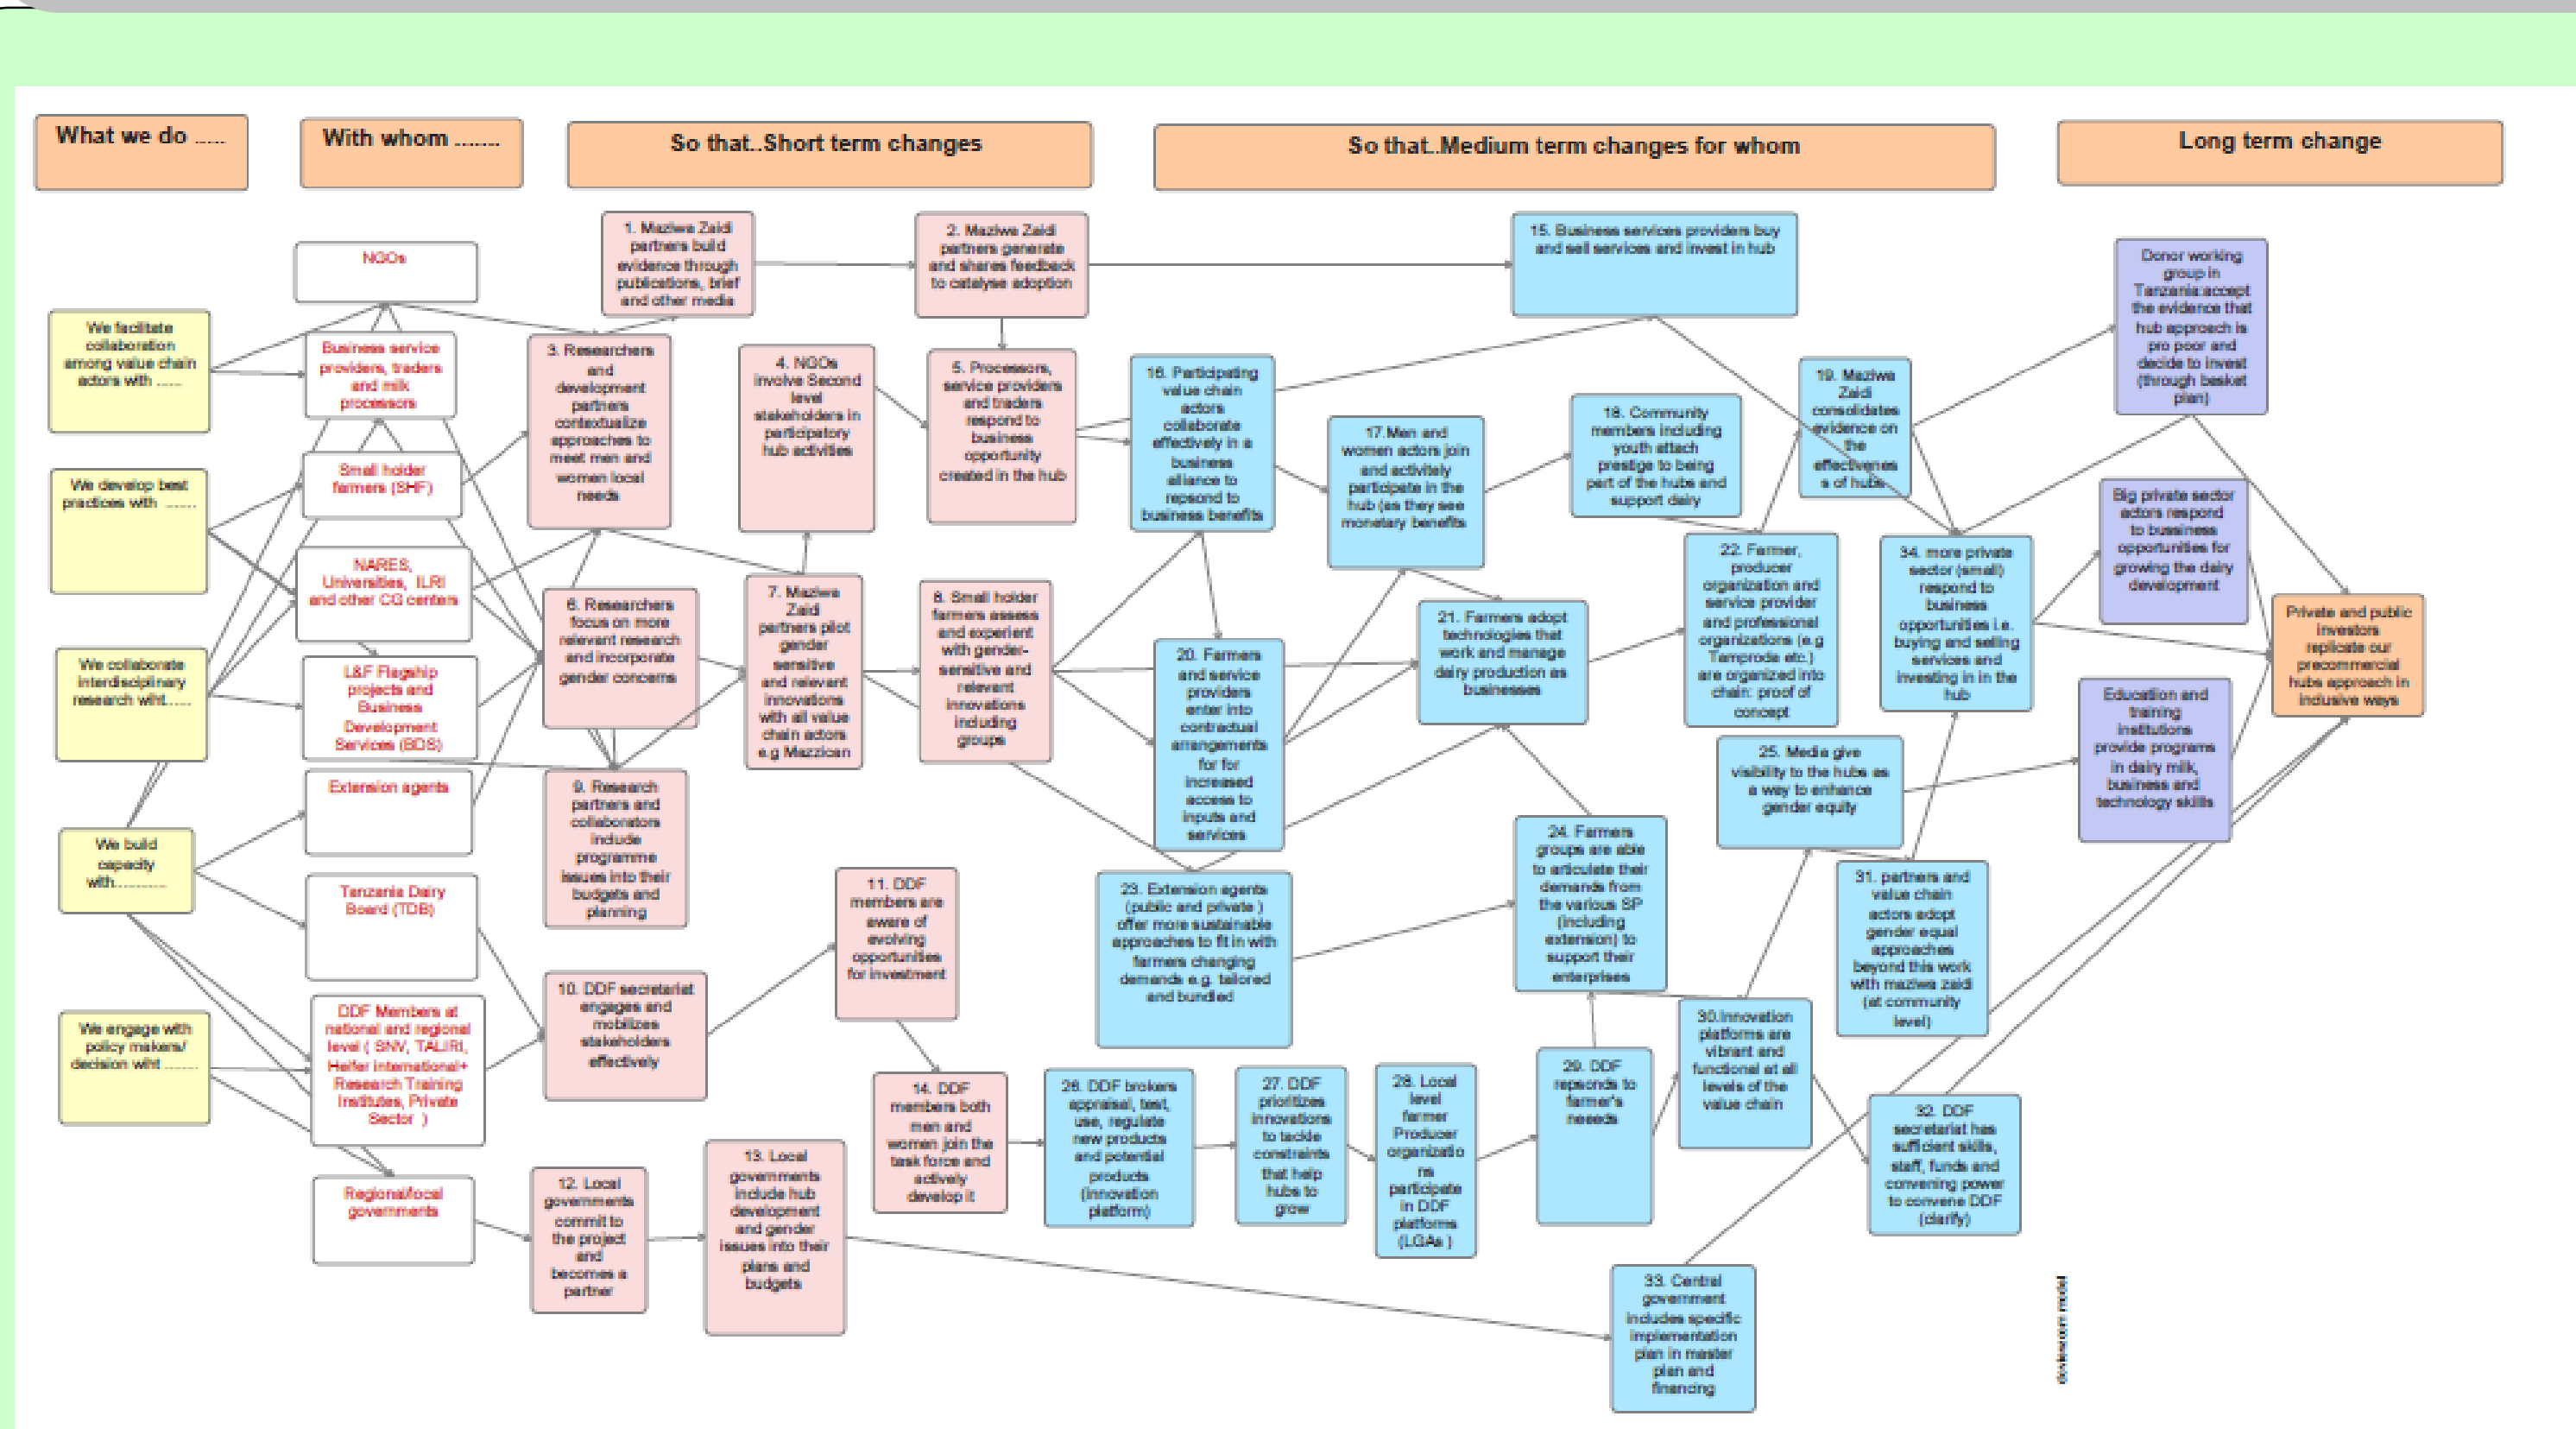 What we do .....
With whom .......
So that..Short term changes
So that..Medium term changes for whom
Long term change
We facilitate
collaboration
among value chain
actors with .....
We develop best
practices with ......
We collaborate
interdisciplinary
research wiht......
We build
capacity
with............
We engage with
policy makers/
decision wiht ........
NGOs
Business service
providers, traders
and milk
processors
Small holder
farmers (SHF)
NARES,
Universities, ILRI
and other CG centers
L&F Flagship
projects and
Business
Development
Services (BDS)
Extension agents
Tanzania Dairy
Board (TDB)
DDF Members at
national and regional
level ( SNV, TALIRI,
Heifer international+
Research Training
Institutes, Private
Sector )
Regional/local
governments
1. Maziwa Zaidi
partners build
evidence through
publications, brief
and other media
2. Maziwa Zaidi
partners generate
and shares feedback
to catalyse adoption
3. Researchers
and
development
partners
contextualize
approaches to
meet men and
women local
needs
4. NGOs
involve Second
level
stakeholders in
participatory
hub activities
5. Processors,
service providers
and traders
respond to
business
opportunity
created in the hub
6. Researchers
focus on more
relevant research
and incorporate
gender concerns
7. Maziwa
Zaidi
partners pilot
gender
sensitive
and relevant
innovations
with all value
chain actors
e.g Mazzican
8. Small holder
farmers assess
and experient
with gender-
sensitive and
relevant
innovations
including
groups
9. Research
partners and
collaborators
include
programme
issues into their
budgets and
planning
10. DDF secretariat
engages and
mobilizes
stakeholders
effectively
11. DDF
members are
aware of
evolving
opportunities
for investment
12. Local
governments
commit to
the project
and
becomes a
partner
13. Local
governments
include hub
development
and gender
issues into their
plans and
budgets
14. DDF
members both
men and
women join the
task force and
actively
develop it
15. Business services providers buy
and sell services and invest in hub
16. Participating
value chain
actors
collaborate
effectively in a
business
alliance to
repsond to
business benefits
17.Men and
women actors join
and activitely
participate in the
hub (as they see
monetary benefits
18. Community
members including
youth attach
prestige to being
part of the hubs and
support dairy
19. Maziwa
Zaidi
consolidates
evidence on
the
effectivenes
s of hubs
20. Farmers
and service
providers
enter into
contractual
arrangements
for for
increased
access to
inputs and
services
21. Farmers adopt
technologies that
work and manage
dairy production as
businesses
22. Farmer,
producer
organization and
service provider
and professional
organizations (e.g
Tamproda etc.)
are organized into
chain: proof of
concept
23. Extension agents
(public and private )
offer more sustainable
approaches to fit in with
farmers changing
demands e.g. tailored
and bundled
24. Farmers
groups are able
to articulate their
demands from
the various SP
(including
extension) to
support their
enterprises
25. Media give
visibility to the hubs as
a way to enhance
gender equity
26. DDF brokers
appraisal, test,
use, regulate
new products
and potential
products
(innovation
platform)
27. DDF
prioritizes
innovations
to tackle
constraints
that help
hubs to
grow
28. Local
level
farmer
Producer
organizatio
ns
participate
in DDF
platforms
(LGAs )
29. DDF
repsonds to
farmer's
neeeds
30.Innovation
platforms are
vibrant and
functional at all
levels of the
value chain
31. partners and
value chain
actors adopt
gender equal
approaches
beyond this work
with maziwa zaidi
(at community
level)
32. DDF
secretariat has
sufficient skills,
staff, funds and
convening power
to convene DDF
(clarify)
33. Central
government
includes specific
implementation
plan in master
plan and
financing
34. more private
sector (small)
respond to
business
opportunities i.e.
buying and selling
services and
investing in in the
hub
Donor working
group in
Tanzania:accept
the evidence that
hub approach is
pro poor and
decide to invest
(through basket
plan)
Big private sector
actors respond
to bussiness
opportunities for
growing the dairy
development
Education and
training
institutions
provide programs
in dairy milk,
business and
technology skills
Private and public
investors
replicate our
precommercial
hubs approach in
inclusive ways